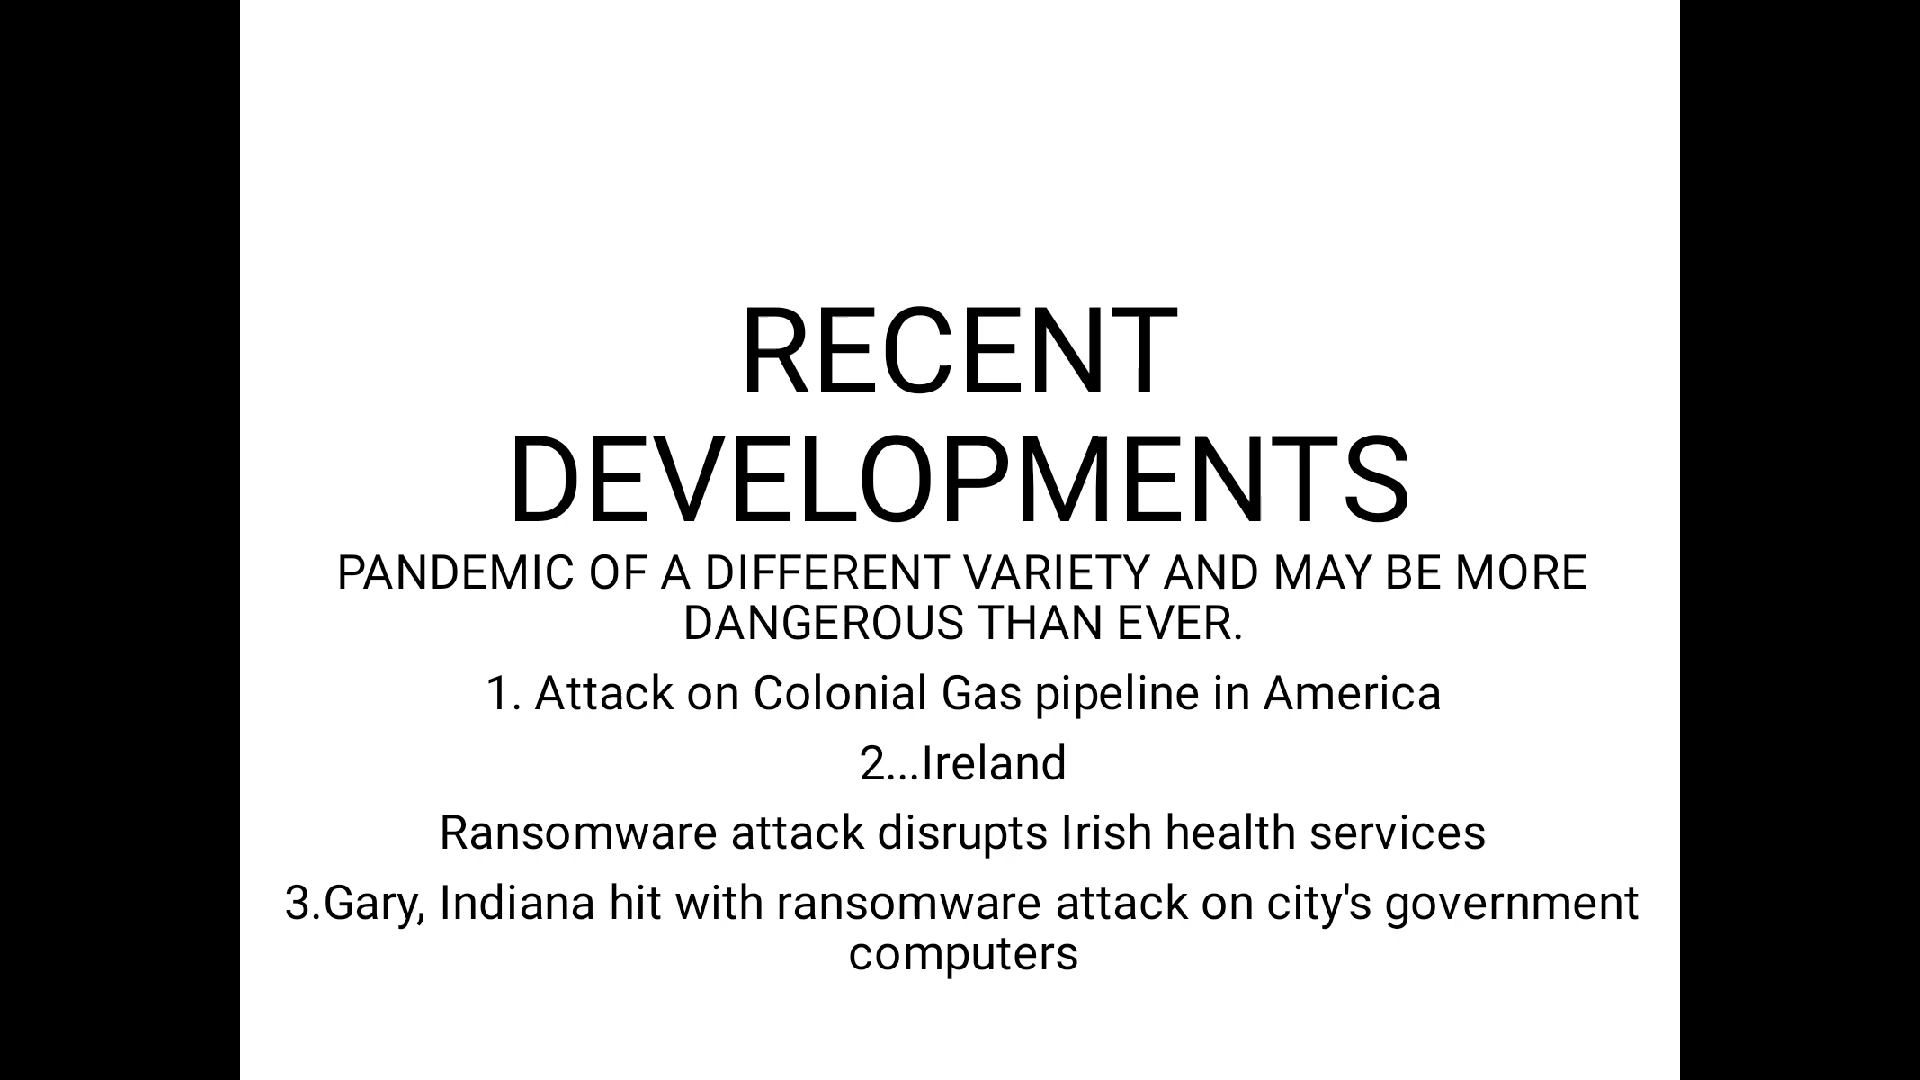 RECENT
DEVELOPMENTS
PANDEMIC OF A DIFFERENT VARIETY AND MAY BE MORE
DANGEROUS THAN EVER.
1. Attack on Colonial Gas pipeline in America
2...Ireland
Ransomware attack disrupts Irish health services
3.Gary, Indiana hit with ransomware attack on city's government
computers